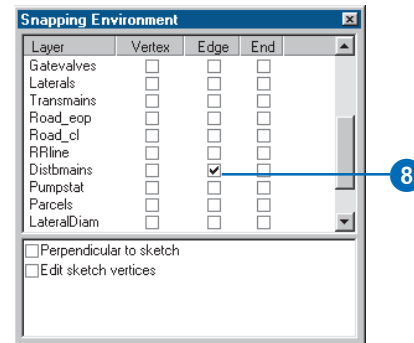 Snapping Environment
Layer Vertex Edge End
Gatevalves
Laterals
Transmains
Road_eop
Road_cl
RRline
Distbmains
8
Pumpstat
Parcels
LateralDiam
Perpendicular to sketch
Edit sketch vertices